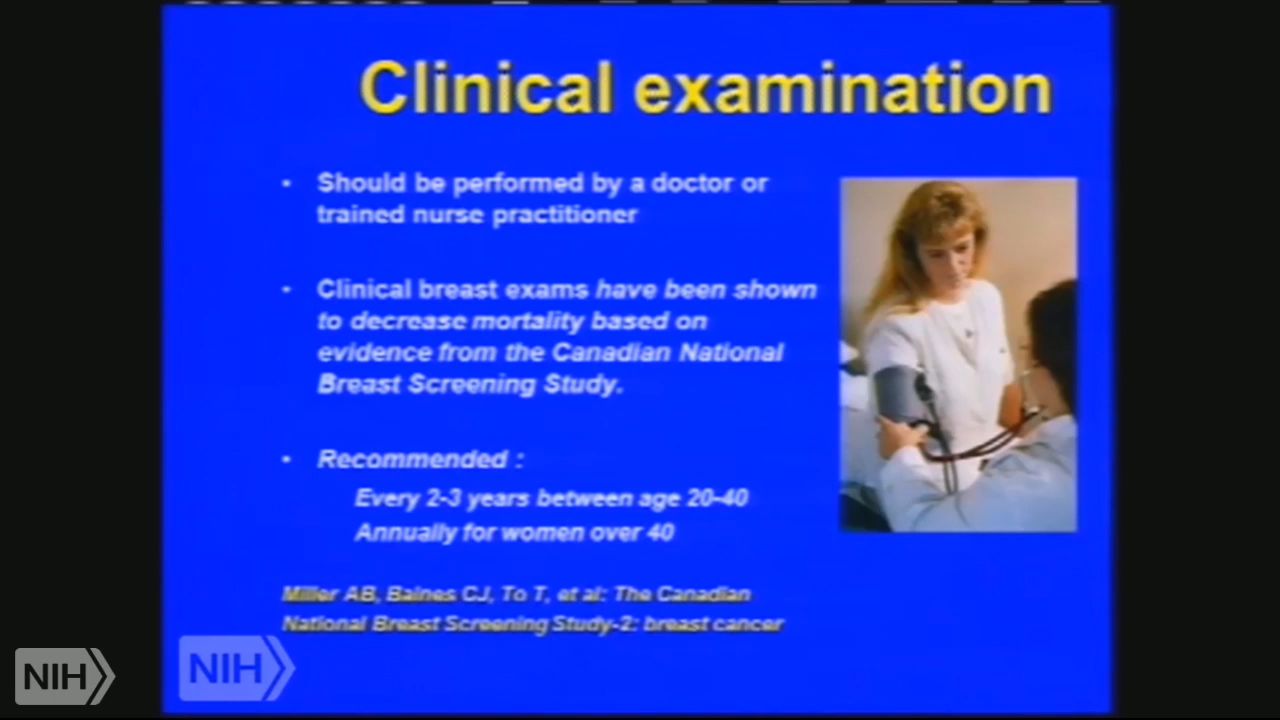 Clinical examination
• Should be performed by a doctor or
trained nurse practitioner
• Clinical breast exams have been shown
to decrease mortality based on
evidence from the Canadian National
Breast Screening Study.
• Recommended :
Every 2-3 years between age 20-40
Annually for women over 40
Miller AB, Baines CJ, To T, et al: The Canadian
National Breast Screening Study-2: breast cancer
NIH
NIH